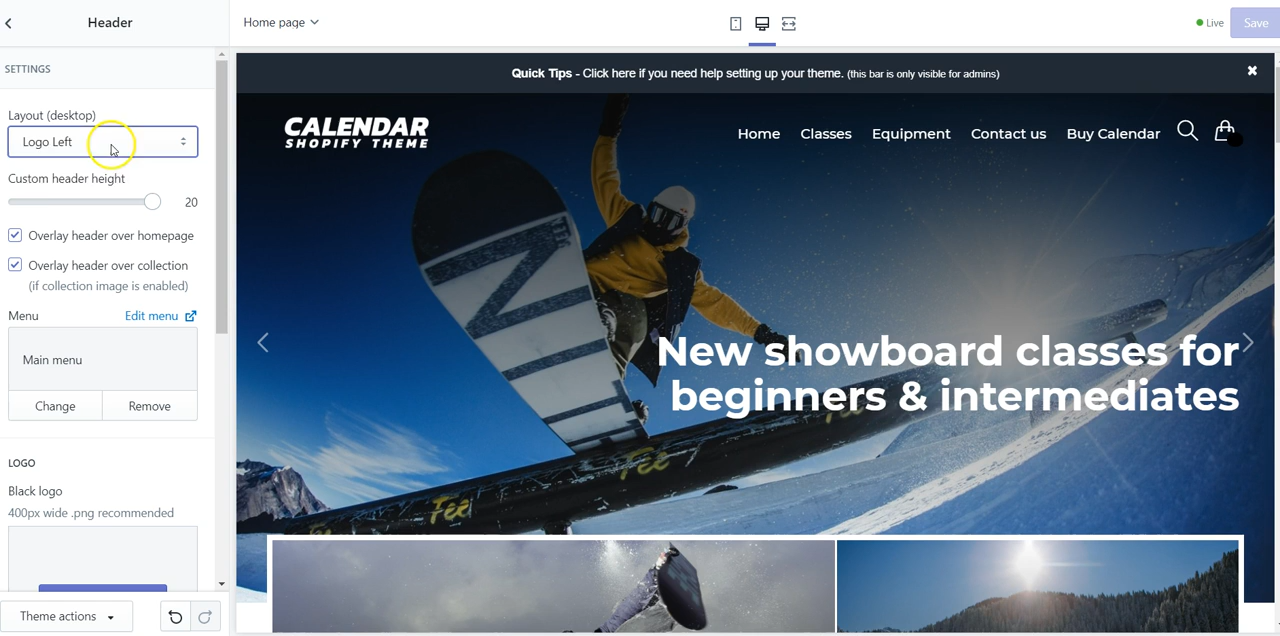 Header
Home page
Live
Save
SETTINGS
Layout (desktop)
Logo Left
Custom header height
20
Overlay header over homepage
Overlay header over collection
(if collection image is enabled)
Menu
Edit menu
Main menu
Change
Remove
LOGO
Black logo
400px wide .png recommended
Theme actions
Quick Tips - Click here if you need help setting up your theme. (this bar is only visible for admins)
CALENDAR
SHOPIFY THEME
Home
Classes
Equipment
Contact us
Buy Calendar
New showboard classes for
beginners & intermediates